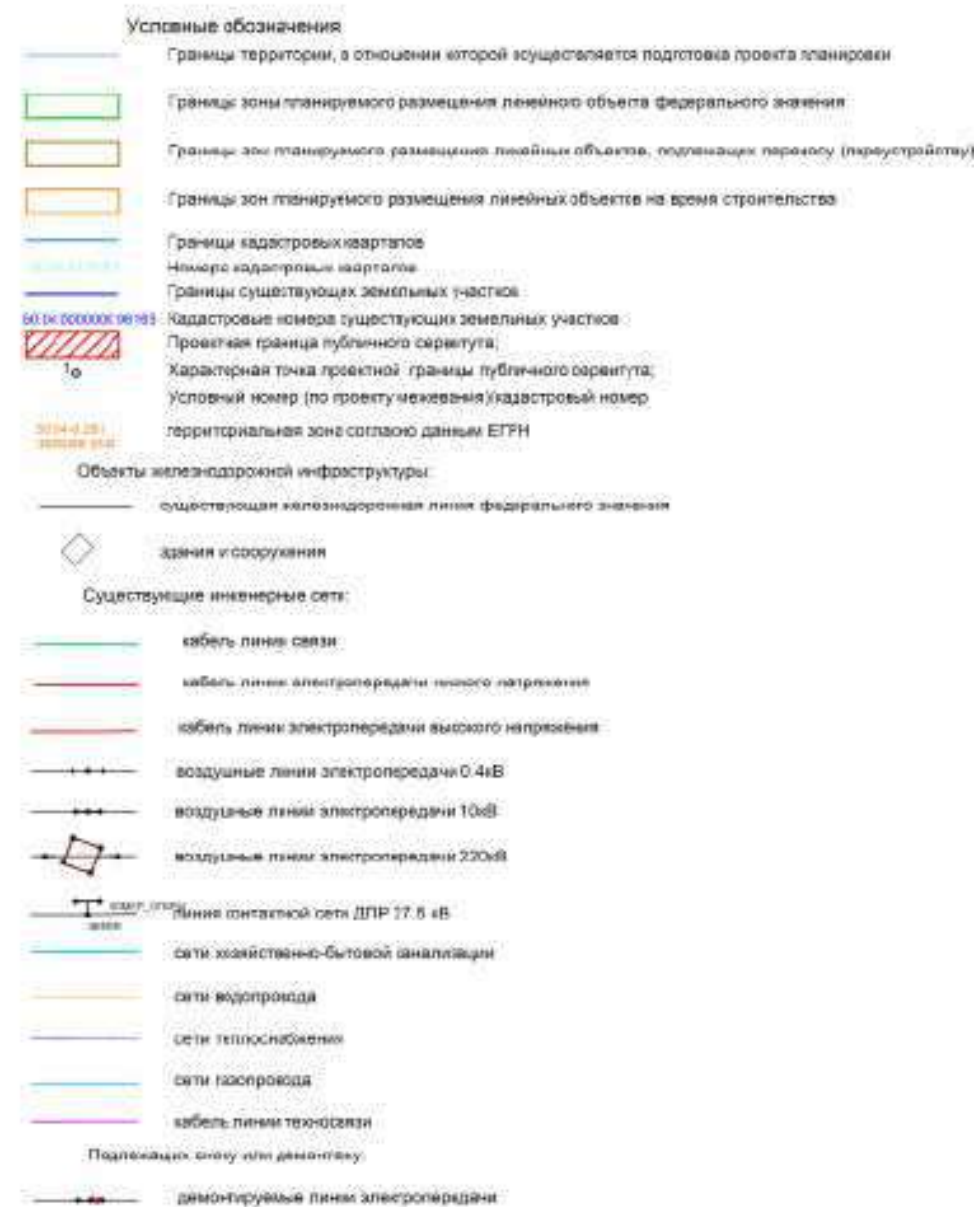 Условные обозначения
Границы территории, в отношении которой осуществляется подготовка проекта планировки
Границы зоны планируемого размещения линейного объекта федерального значения
Границы зон планируемого размещения линейных объектов, подлежащих переносу (переустройству)
Границы зон планируемого размещения линейных объектов на время строительства
Границы кадастровых кварталов
Номера кадастровых кварталов
Границы существующих земельных участков
Кадастровые номера существующих земельных участков
Проектная граница публичного сервитута;
1 Характерная точка проектной границы публичного сервитута;
Условный номер (по проекту межевания)/кадастровый номер
территориальная зона согласно данным ЕГРН
Объекты железнодорожной инфраструктуры:
существующая железнодорожная линия федерального значения
здания и сооружения
Существующие инженерные сети:
кабель линии связи
кабель линии электропередачи низкого напряжения
кабель линии электропередачи высокого напряжения
воздушные линии электропередачи 0.4кВ
воздушные линии электропередачи 10кВ
воздушные линии электропередачи 220кВ
линия контактной сети ДПР 27.5 кВ
сети хозяйственно-бытовой канализации
сети водопровода
сети теплоснабжения
сети газопровода
кабель линии техносвязи
Подлежащих сносу или демонтажу:
демонтируемые линии электропередачи